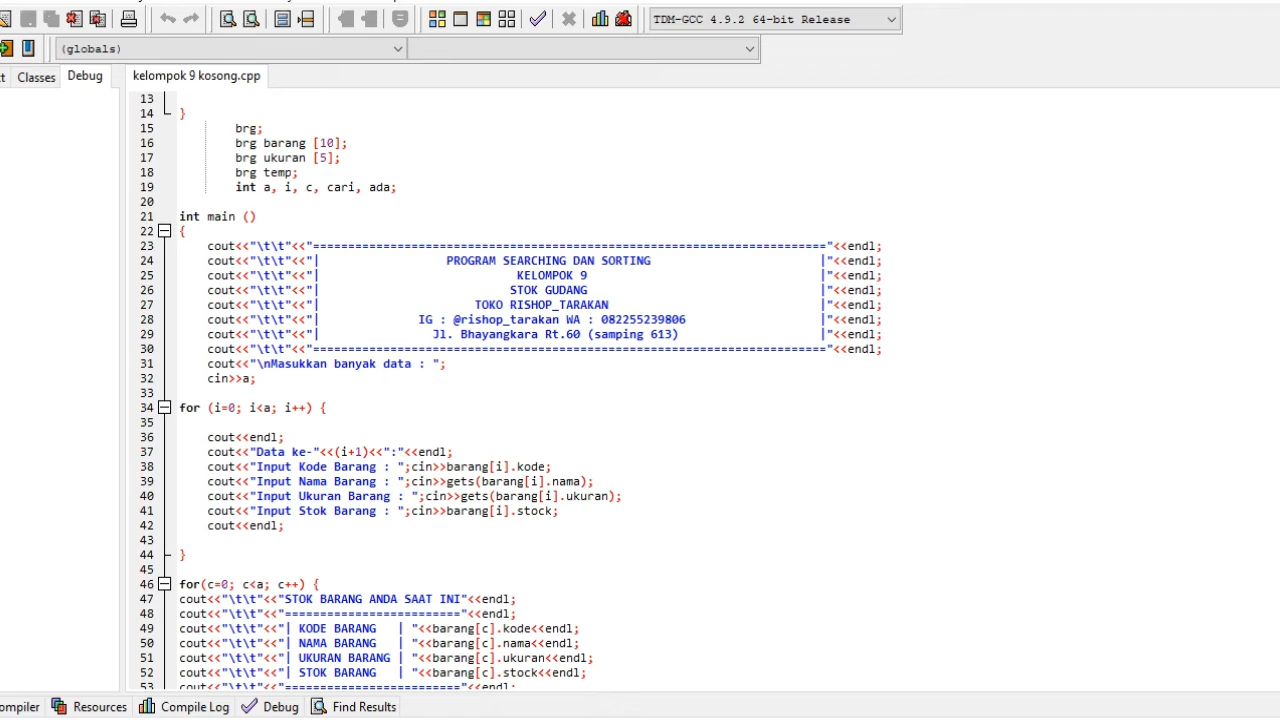 TDM-GCC 4.9.2 64-bit Release
(globals)
t Classes Debug kelompok 9 kosong.cpp
13
14 }
15 brg;
16 brg barang [10];
17 brg ukuran [5];
18 brg temp;
19 int a, i, c, cari, ada;
20
21 int main ()
22 {
23 cout<<"\t\t"<<"========================================================================="<<endl;
24 cout<<"\t\t"<<"| PROGRAM SEARCHING DAN SORTING |"<<endl;
25 cout<<"\t\t"<<"| KELOMPOK 9 |"<<endl;
26 cout<<"\t\t"<<"| STOK GUDANG |"<<endl;
27 cout<<"\t\t"<<"| TOKO RISHOP_TARAKAN |"<<endl;
28 cout<<"\t\t"<<"| IG : @rishop_tarakan WA : 082255239806 |"<<endl;
29 cout<<"\t\t"<<"| Jl. Bhayangkara Rt.60 (samping 613) |"<<endl;
30 cout<<"\t\t"<<"========================================================================="<<endl;
31 cout<<"\nMasukkan banyak data : ";
32 cin>>a;
33
34 for (i=0; i<a; i++) {
35
36 cout<<endl;
37 cout<<"Data ke-"<<(i+1)<<":"<<endl;
38 cout<<"Input Kode Barang : ";cin>>barang[i].kode;
39 cout<<"Input Nama Barang : ";cin>>gets(barang[i].nama);
40 cout<<"Input Ukuran Barang : ";cin>>gets(barang[i].ukuran);
41 cout<<"Input Stok Barang : ";cin>>barang[i].stock;
42 cout<<endl;
43
44 }
45
46 for(c=0; c<a; c++) {
47 cout<<"\t\t"<<"STOK BARANG ANDA SAAT INI"<<endl;
48 cout<<"\t\t"<<"========================="<<endl;
49 cout<<"\t\t"<<"| KODE BARANG | "<<barang[c].kode<<endl;
50 cout<<"\t\t"<<"| NAMA BARANG | "<<barang[c].nama<<endl;
51 cout<<"\t\t"<<"| UKURAN BARANG | "<<barang[c].ukuran<<endl;
52 cout<<"\t\t"<<"| STOK BARANG | "<<barang[c].stock<<endl;
53 cout<<"\t\t"<<"========================="<<endl;
ompiler Resources Compile Log Debug Find Results